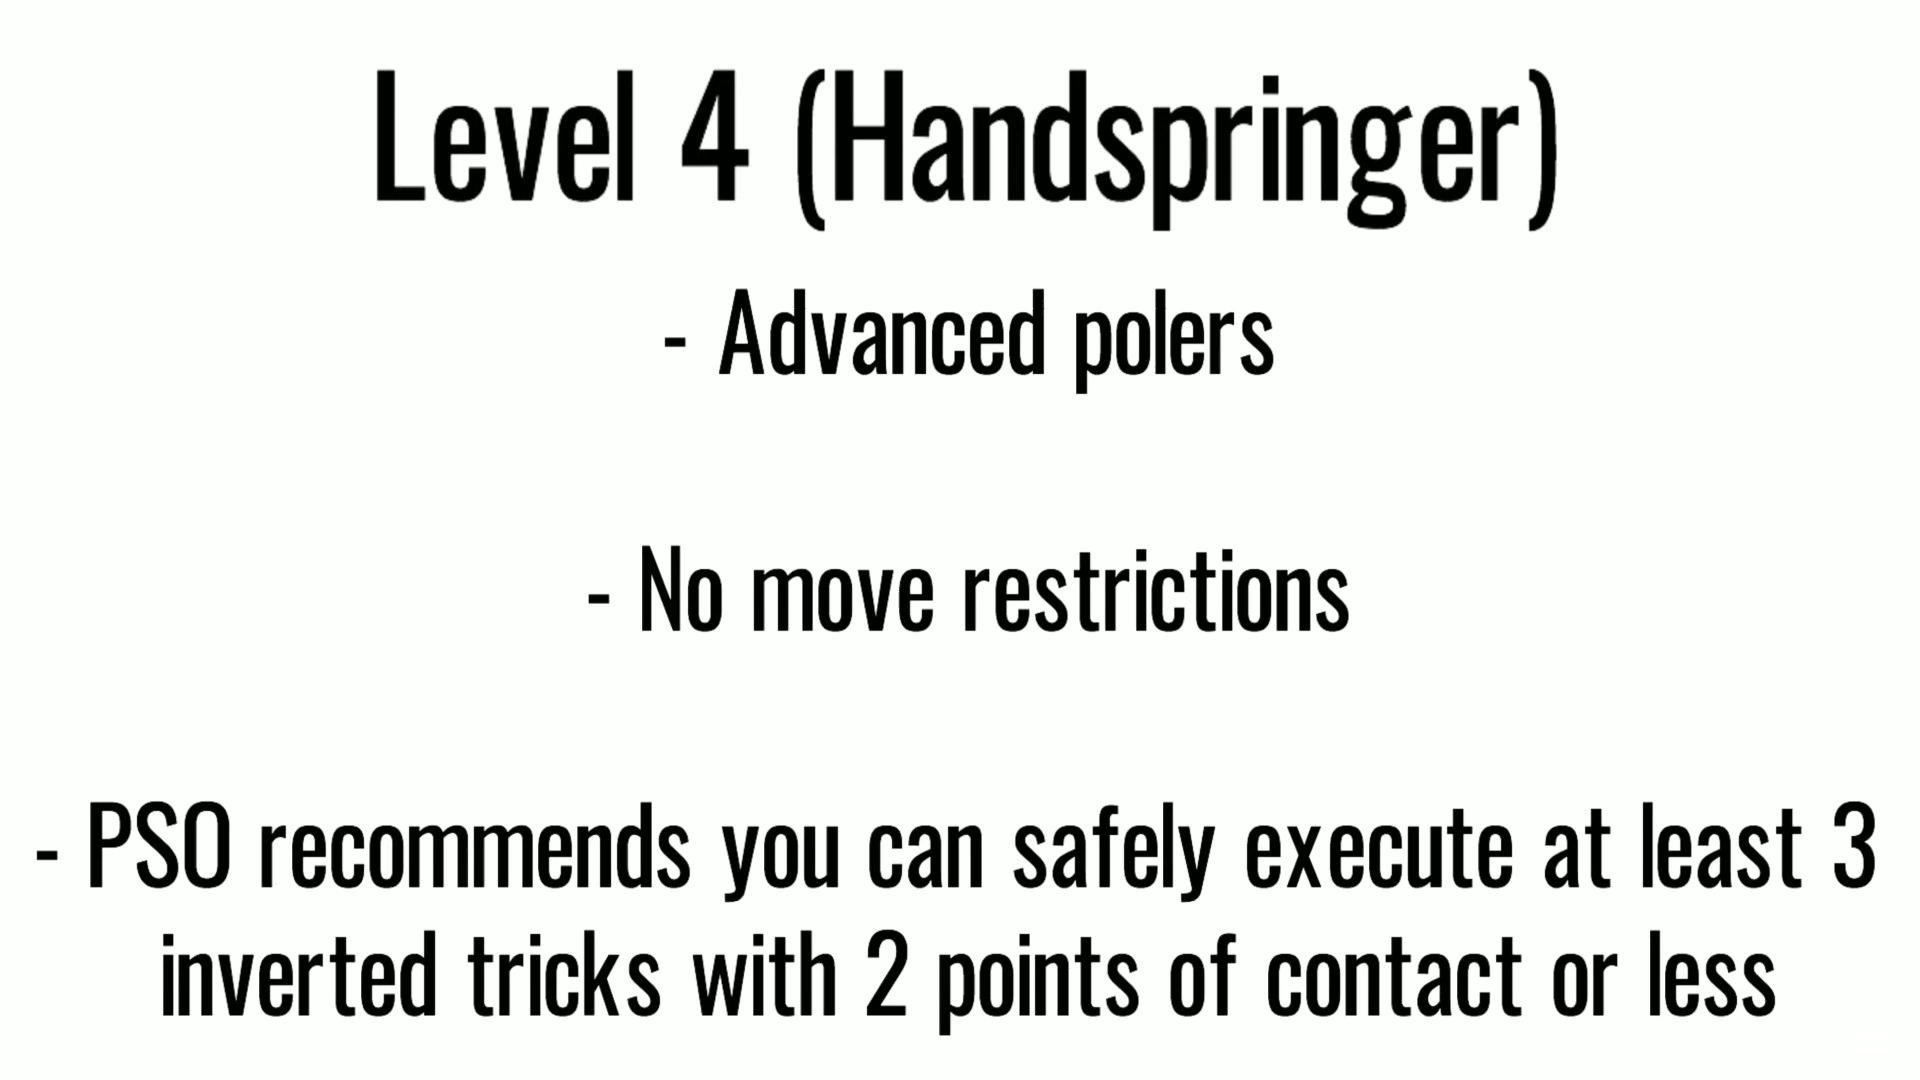 Level 4 (Handspringer)
- Advanced polers
- No move restrictions
- PSO recommends you can safely execute at least 3
inverted tricks with 2 points of contact or less